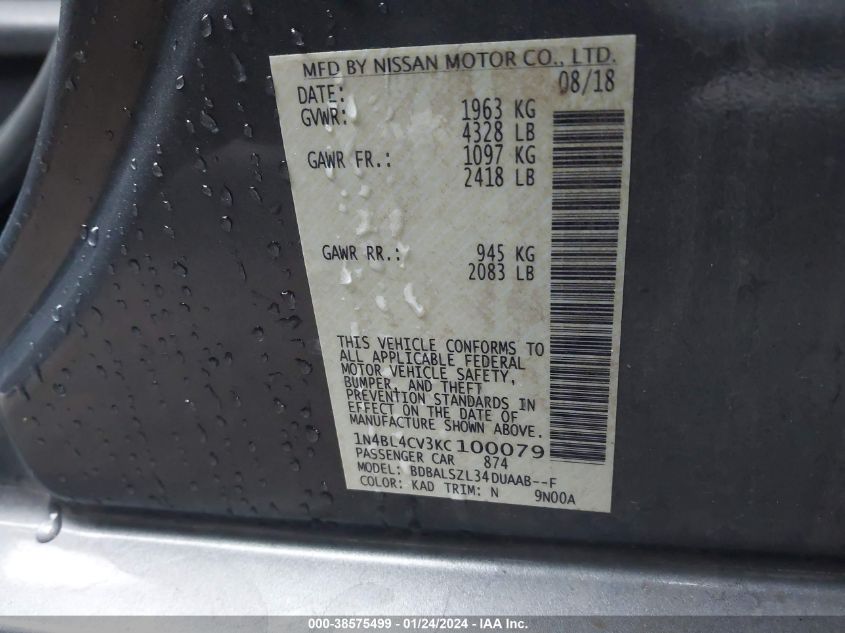 MFD BY NISSAN MOTOR CO., LTD.
DATE: 08/18
GVWR: 1963 KG
4328 LB
GAWR FR.: 1097 KG
2418 LB
GAWR RR.: 945 KG
2083 LB
THIS VEHICLE CONFORMS TO
ALL APPLICABLE FEDERAL
MOTOR VEHICLE SAFETY,
BUMPER, AND THEFT
PREVENTION STANDARDS IN
EFFECT ON THE DATE OF
MANUFACTURE SHOWN ABOVE.
1N4BL4CV3KC100079
PASSENGER CAR 874
MODEL: BDBALSZL34DUAAB--F
COLOR: KAD TRIM: N 9N00A
000-38575499 - 01/24/2024 - IAA Inc.